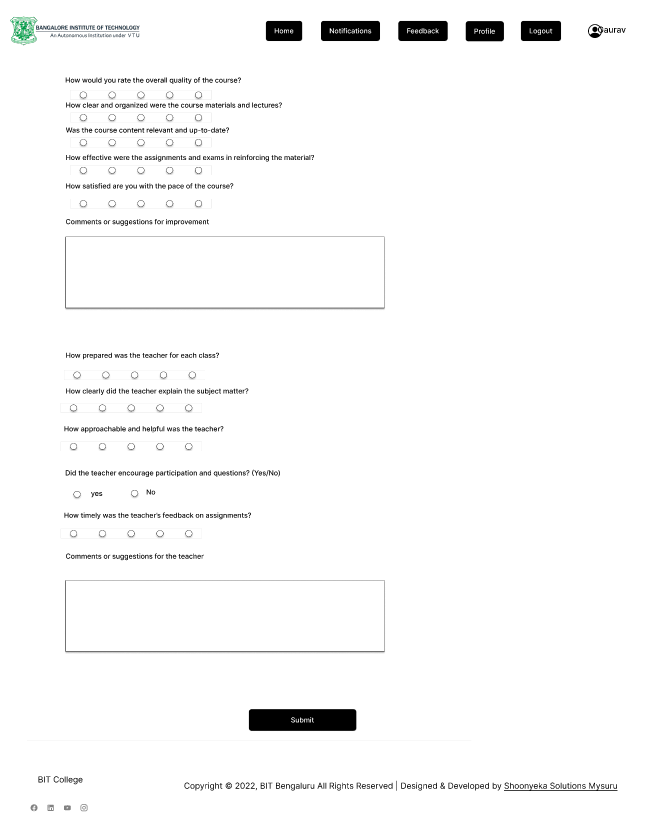 BANGALORE INSTITUTE OF TECHNOLOGY
An Autonomous Institution under VTU
Home
Notifications
Feedback
Profile
Logout
Gaurav
How would you rate the overall quality of the course?
How clear and organized were the course materials and lectures?
Was the course content relevant and up-to-date?
How effective were the assignments and exams in reinforcing the material?
How satisfied are you with the pace of the course?
Comments or suggestions for improvement
How prepared was the teacher for each class?
How clearly did the teacher explain the subject matter?
How approachable and helpful was the teacher?
Did the teacher encourage participation and questions? (Yes/No)
yes
No
How timely was the teacher's feedback on assignments?
Comments or suggestions for the teacher
Submit
BIT College
Copyright © 2022, BIT Bengaluru All Rights Reserved | Designed & Developed by Shoonyeka Solutions Mysuru